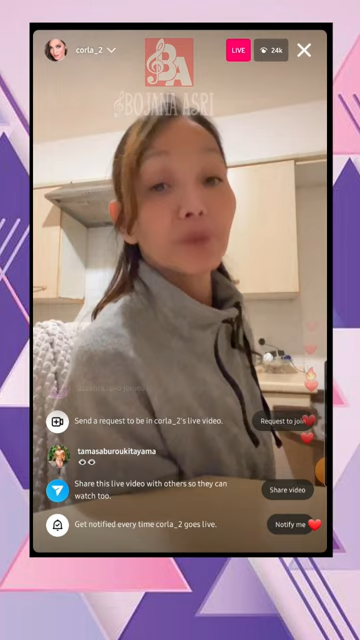 corla_2
LIVE
24k
BA
BOJANA ASRI
Send a request to be in corla_2's live video.
Request to join
tamasaburoukitayama
👀
Share this live video with others so they can
watch too.
Share video
Get notified every time corla_2 goes live.
Notify me